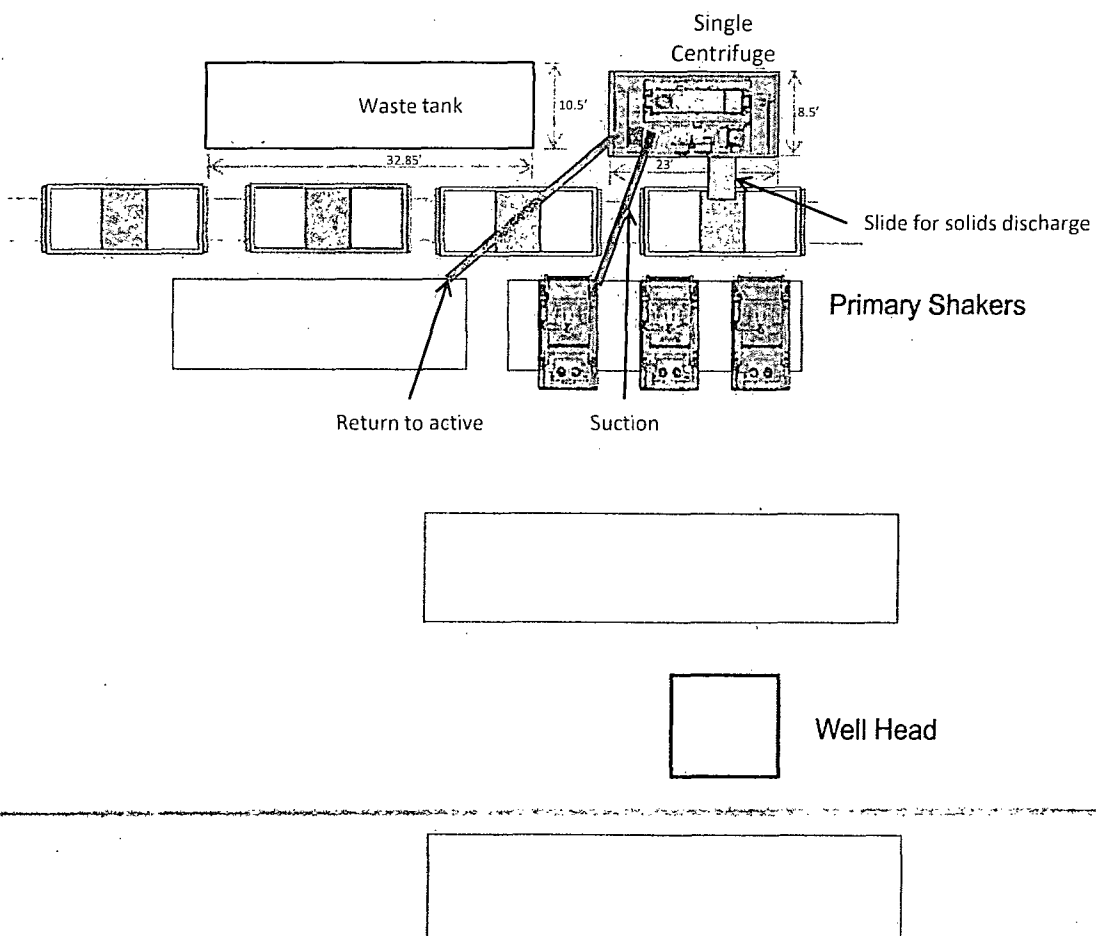 Single
Centrifuge
Waste tank
10.5'
8.5'
32.85'
23'
Slide for solids discharge
Primary Shakers
Return to active
Suction
Well Head